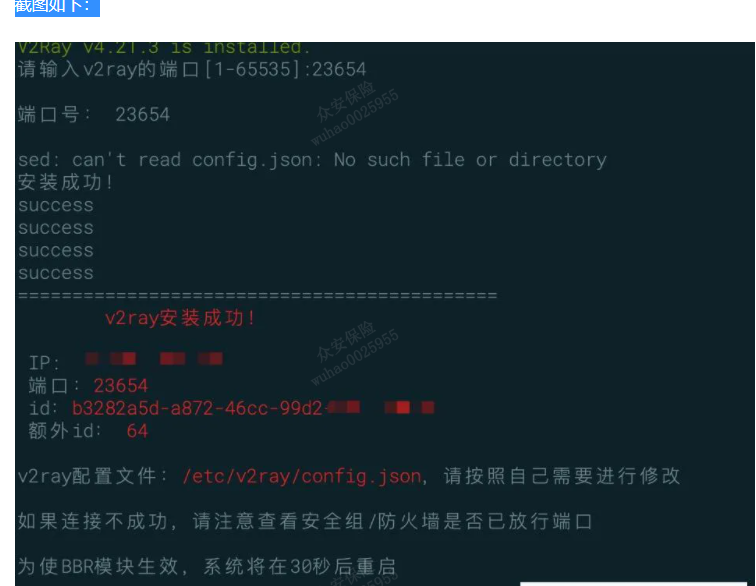 截图如下：
V2Ray v4.21.3 is installed.
请输入v2ray的端口[1-65535]:23654
端口号： 23654
sed: can't read config.json: No such file or directory
安装成功！
success
success
success
success
============================================
v2ray安装成功！
IP:
端口：23654
id: b3282a5d-a872-46cc-99d2-
额外id: 64
v2ray配置文件：/etc/v2ray/config.json，请按照自己需要进行修改
如果连接不成功，请注意查看安全组/防火墙是否已放行端口
为使BBR模块生效，系统将在30秒后重启
众安保险
wuhao0025955
众安保险
wuhao0025955